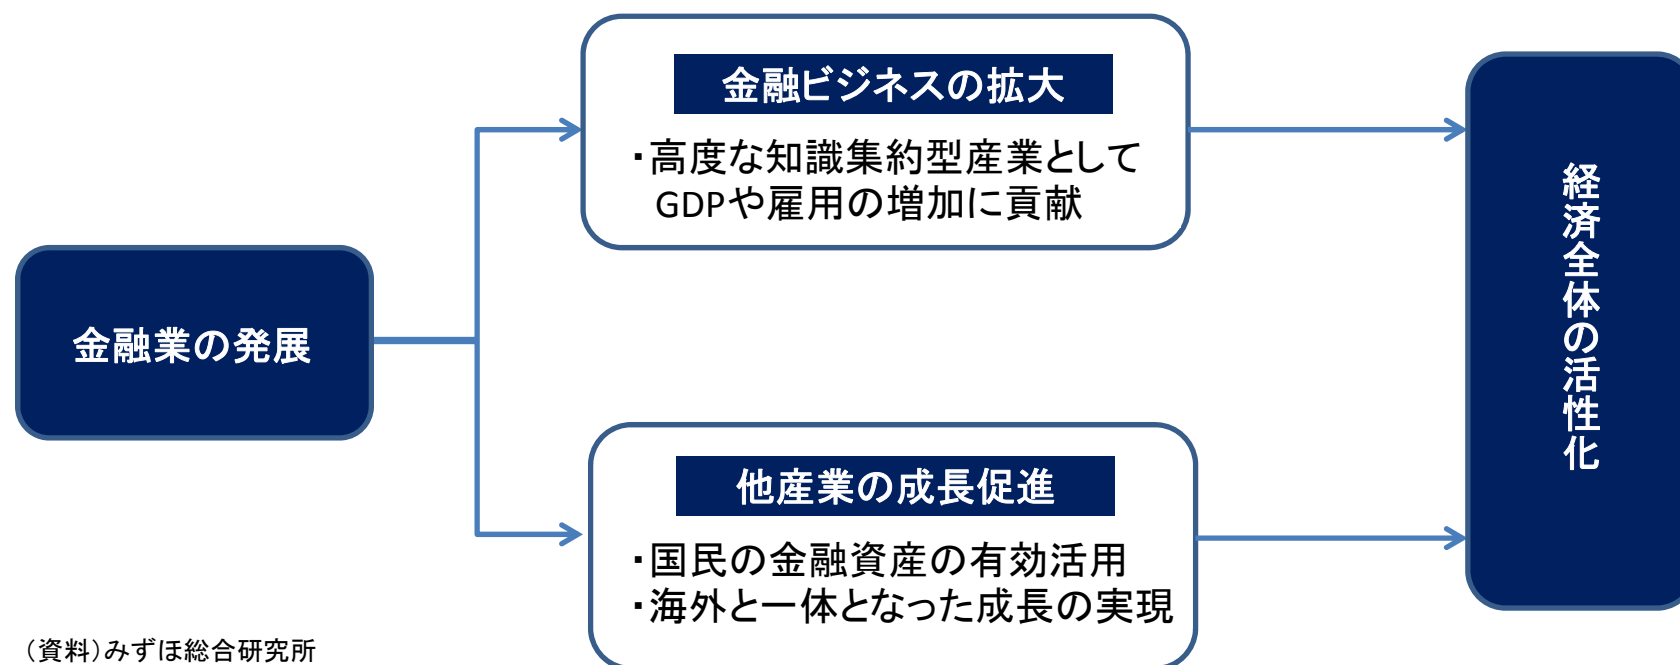 金融業の発展
金融ビジネスの拡大
・高度な知識集約型産業として
GDPや雇用の増加に貢献
他産業の成長促進
・国民の金融資産の有効活用
・海外と一体となった成長の実現
経済全体の活性化
（資料）みずほ総合研究所